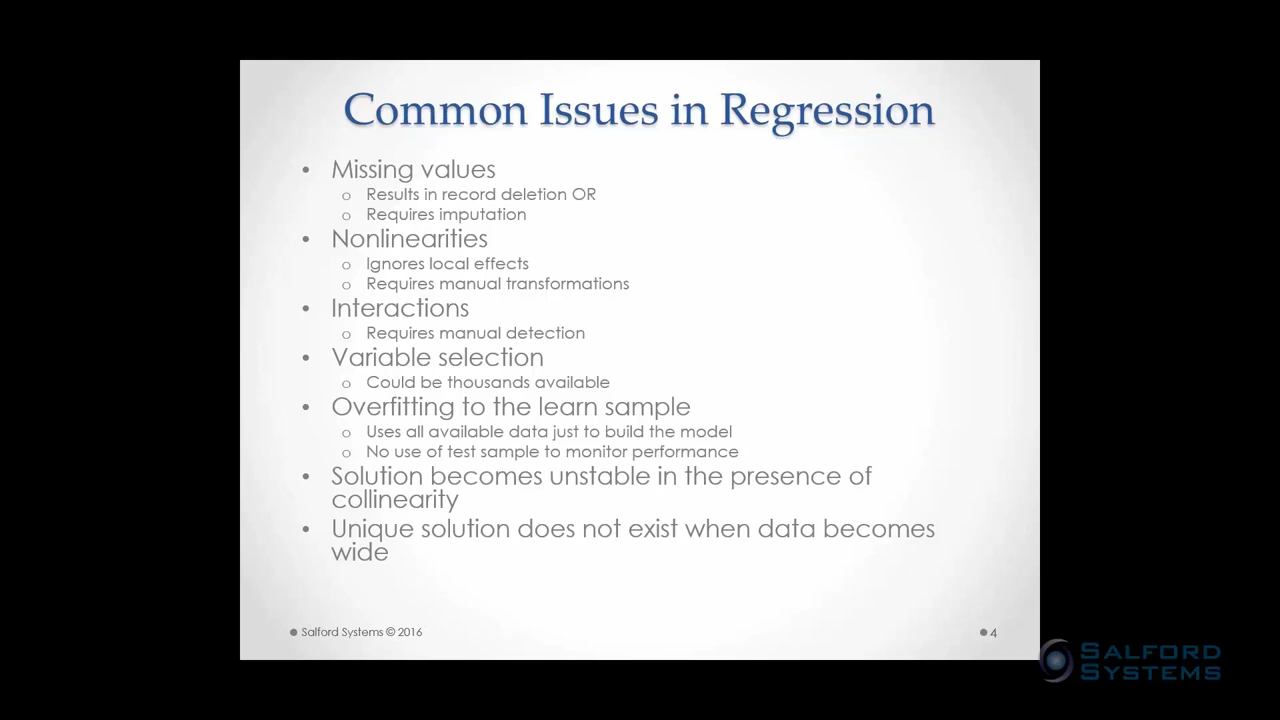 Common Issues in Regression
• Missing values
o Results in record deletion OR
o Requires imputation
• Nonlinearities
o Ignores local effects
o Requires manual transformations
• Interactions
o Requires manual detection
• Variable selection
o Could be thousands available
• Overfitting to the learn sample
o Uses all available data just to build the model
o No use of test sample to monitor performance
• Solution becomes unstable in the presence of
collinearity
• Unique solution does not exist when data becomes
wide
● Salford Systems © 2016
● 4
SALFORD
SYSTEMS